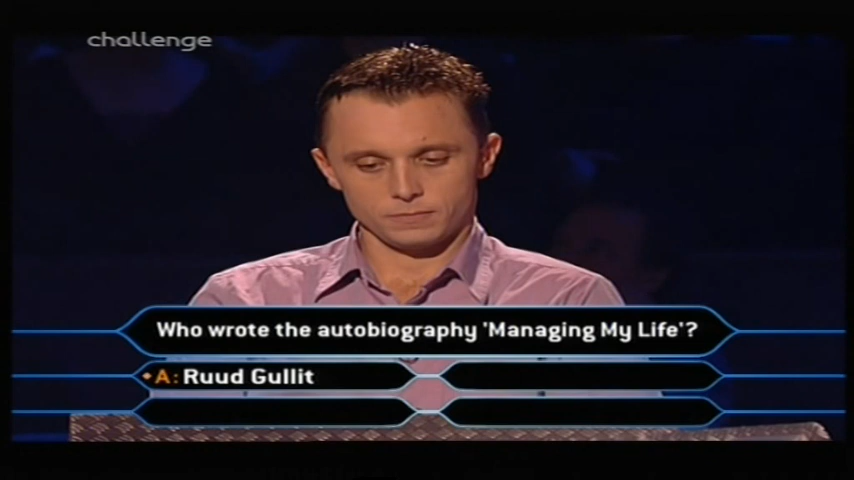 challenge
Who wrote the autobiography 'Managing My Life'?
A: Ruud Gullit